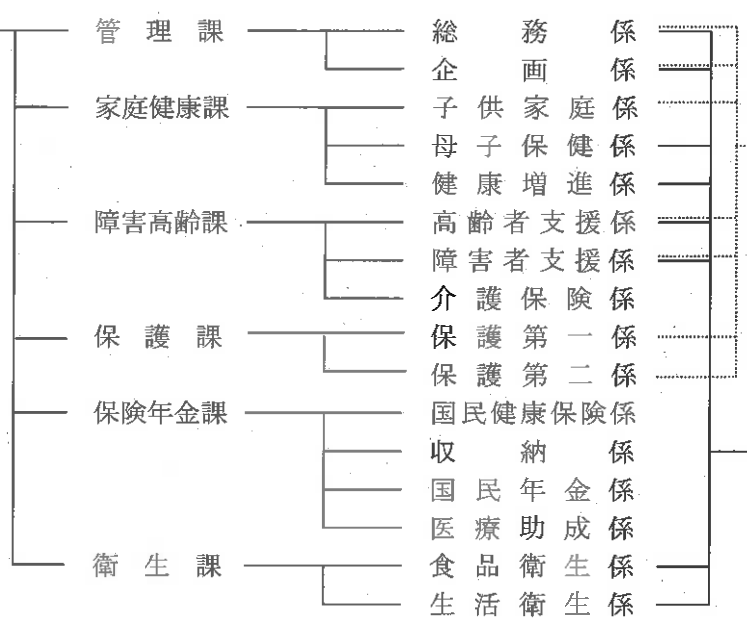 管理課 総務係
企画係
家庭健康課 子供家庭係
母子保健係
健康増進係
障害高齢課 高齢者支援係
障害者支援係
介護保険係
保護課 保護第一係
保護第二係
保険年金課 国民健康保険係
収納係
国民年金係
医療助成係
衛生課 食品衛生係
生活衛生係